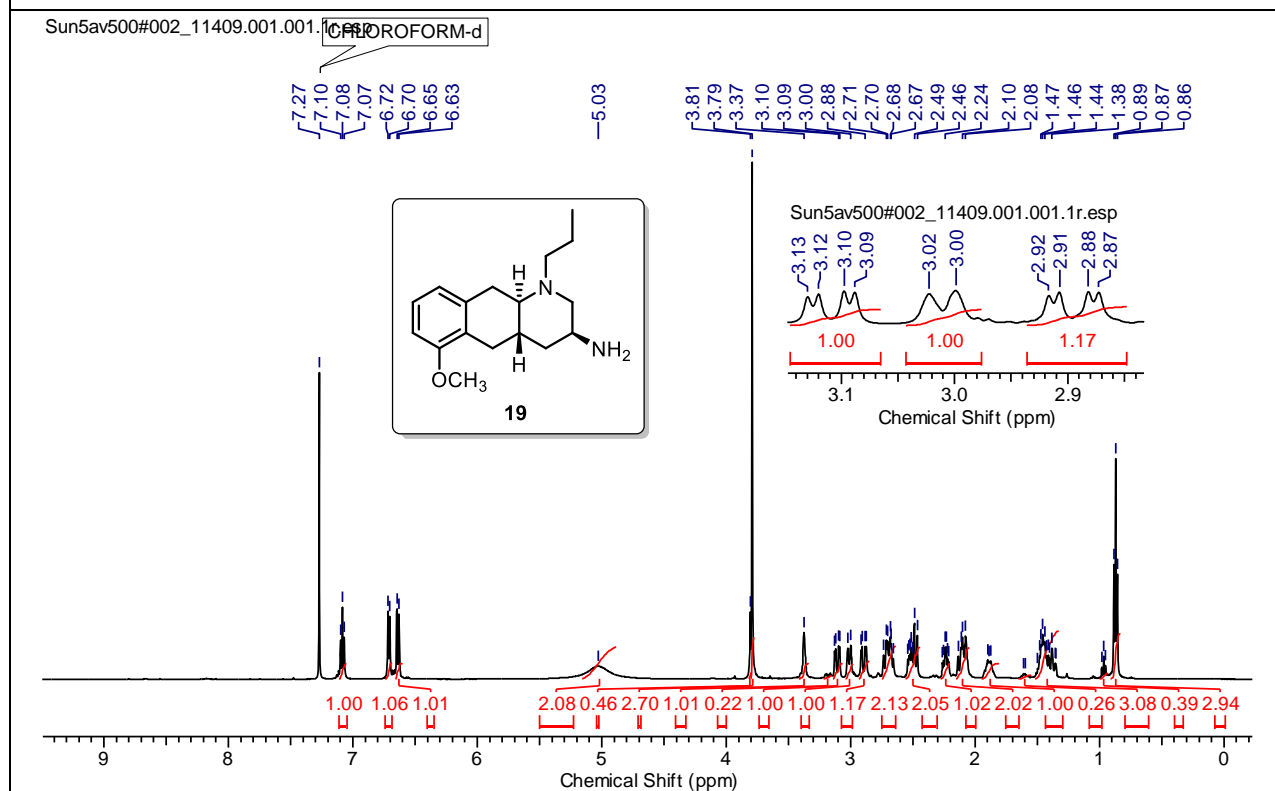 Sun5av500#002_11409.001.001.1r.esp
CHLOROFORM-d
7.27 7.10 7.08 7.07 6.72 6.70 6.65 6.63 5.03 3.81 3.79 3.37 3.10 3.09 3.00 2.88 2.71 2.70 2.68 2.67 2.49 2.46 2.24 2.10 2.08 1.47 1.46 1.44 1.38 0.89 0.87 0.86
H
N
NH2
H
OCH3
19
Sun5av500#002_11409.001.001.1r.esp
3.13 3.12 3.10 3.09 3.02 3.00 2.92 2.91 2.88 2.87
1.00 1.00 1.17
3.1 3.0 2.9
Chemical Shift (ppm)
1.00 1.06 1.01 2.08 0.46 2.70 1.01 0.22 1.00 1.00 1.17 2.13 2.05 1.02 2.02 1.00 0.26 3.08 0.39 2.94
9 8 7 6 5 4 3 2 1 0
Chemical Shift (ppm)